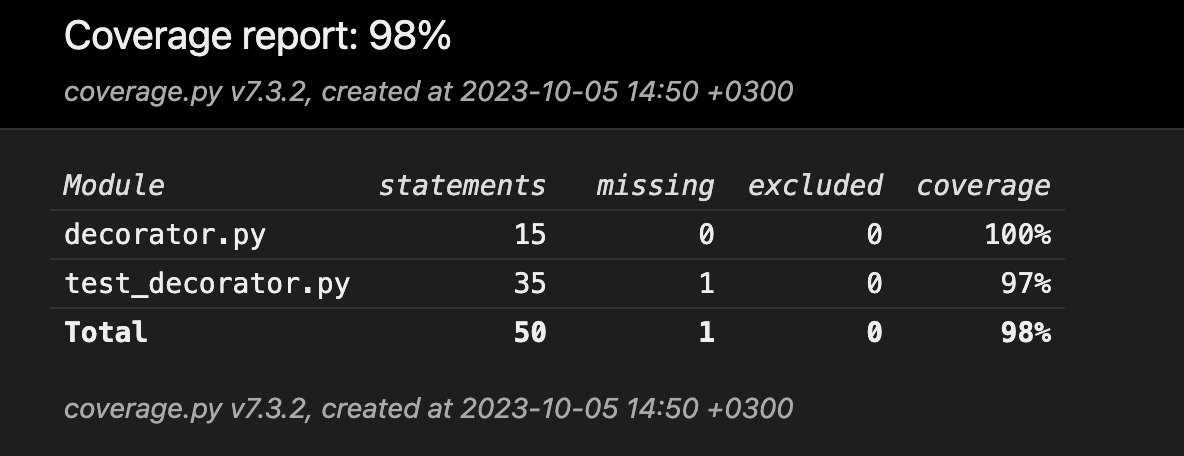 Coverage report: 98%
coverage.py v7.3.2, created at 2023-10-05 14:50 +0300
Module statements missing excluded coverage
decorator.py 15 0 0 100%
test_decorator.py 35 1 0 97%
Total 50 1 0 98%
coverage.py v7.3.2, created at 2023-10-05 14:50 +0300